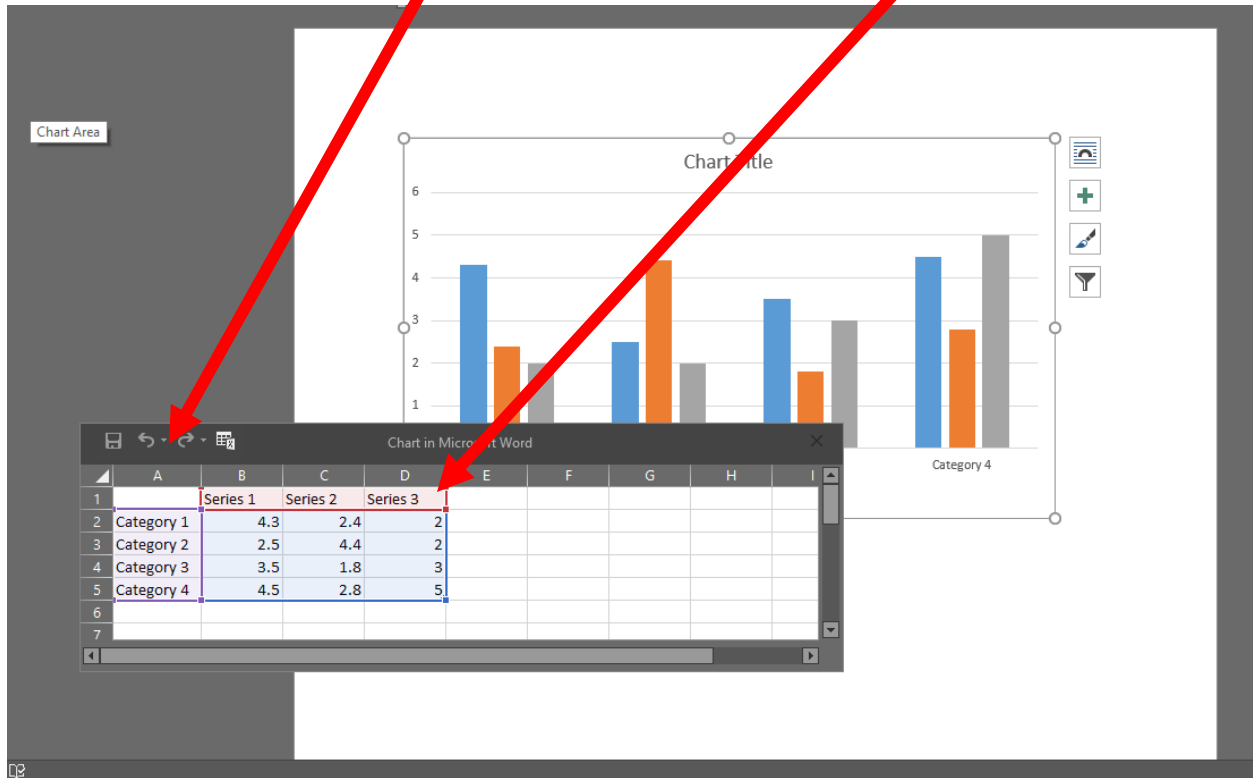 Chart Area
Chart Title
6
5
4
3
2
1
Category 4
Chart in Microsoft Word
A B C D E F G H I
1 Series 1 Series 2 Series 3
2 Category 1 4.3 2.4 2
3 Category 2 2.5 4.4 2
4 Category 3 3.5 1.8 3
5 Category 4 4.5 2.8 5
6
7